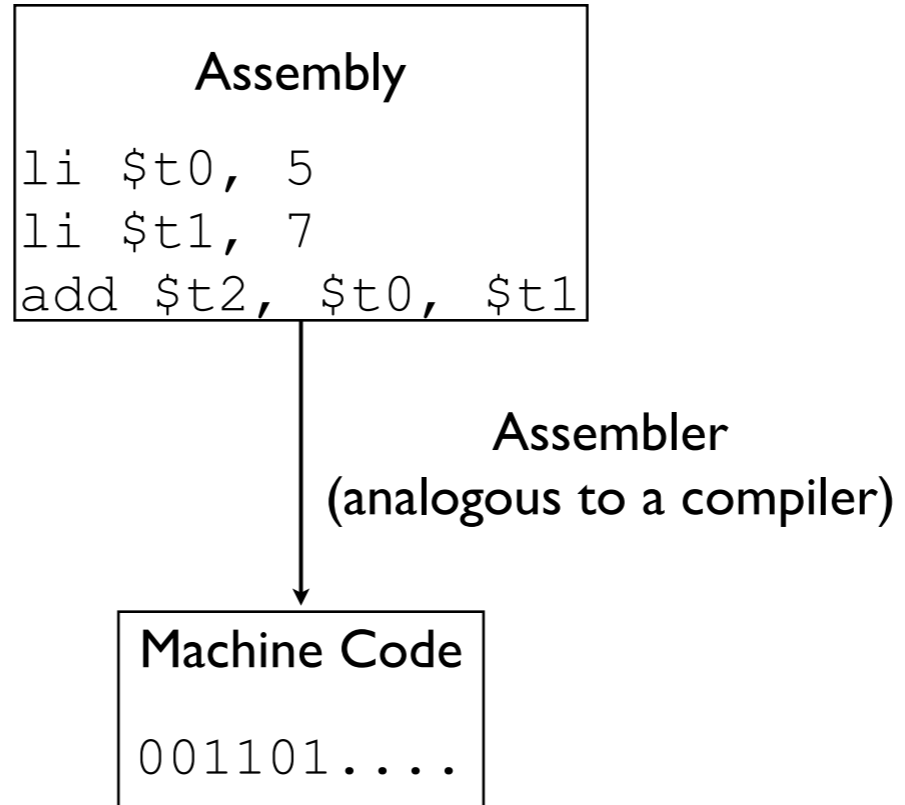 Assembly
li $t0, 5
li $t1, 7
add $t2, $t0, $t1
Assembler
(analogous to a compiler)
Machine Code
001101....